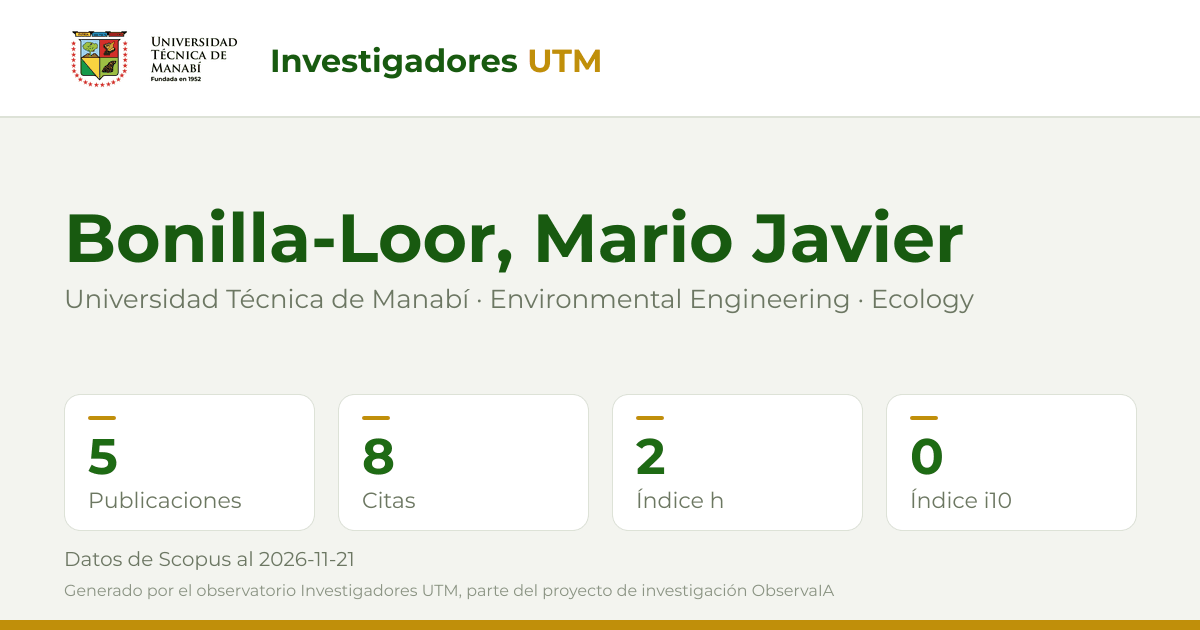 UNIVERSIDAD
TÉCNICA DE
MANABÍ
Fundada en 1952
Investigadores UTM
Bonilla-Loor, Mario Javier
Universidad Técnica de Manabí · Environmental Engineering · Ecology
5
Publicaciones
8
Citas
2
Índice h
0
Índice i10
Datos de Scopus al 2026-11-21
Generado por el observatorio Investigadores UTM, parte del proyecto de investigación ObservaIA